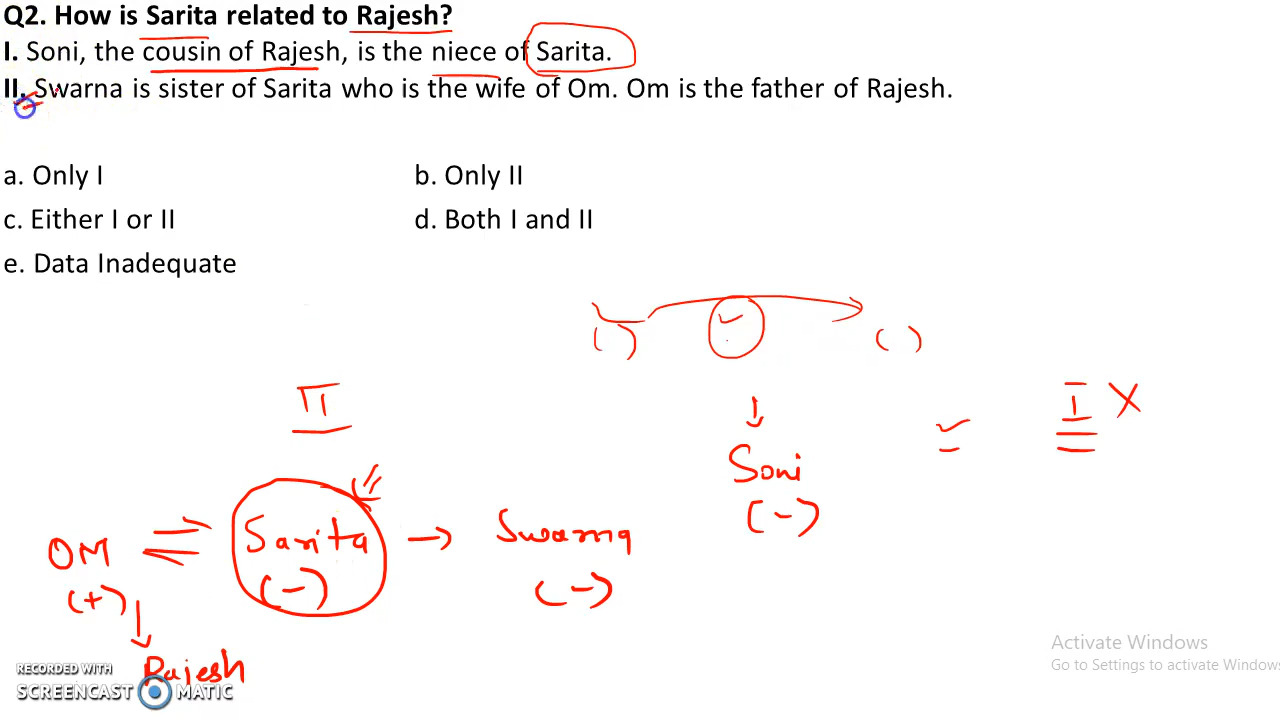 Q2. How is Sarita related to Rajesh?
I. Soni, the cousin of Rajesh, is the niece of Sarita.
II. Swarna is sister of Sarita who is the wife of Om. Om is the father of Rajesh.
a. Only I b. Only II
c. Either I or II d. Both I and II
e. Data Inadequate
( ) ( )
II I X
Soni
(-)
OM Sarita Swarna
(+) (-) (-)
Rajesh
Activate Windows
Go to Settings to activate Windows
RECORDED WITH
SCREENCAST MATIC